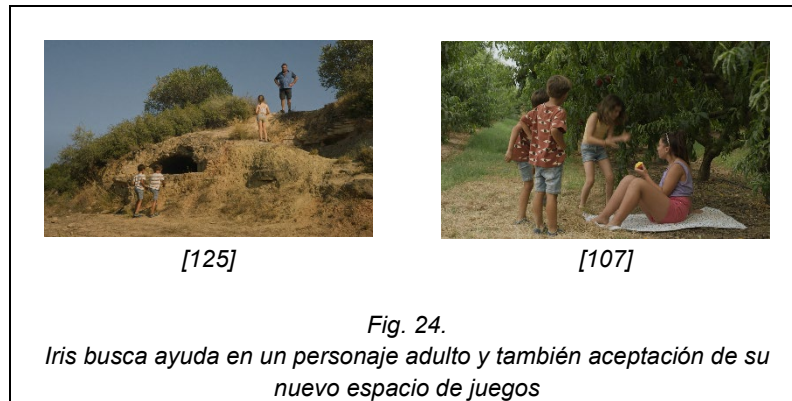 [125]
[107]
Fig. 24.
Iris busca ayuda en un personaje adulto y también aceptación de su
nuevo espacio de juegos